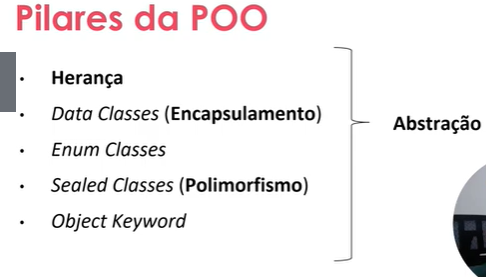 Pilares da POO
• Herança
• Data Classes (Encapsulamento)
• Enum Classes
• Sealed Classes (Polimorfismo)
• Object Keyword
Abstração